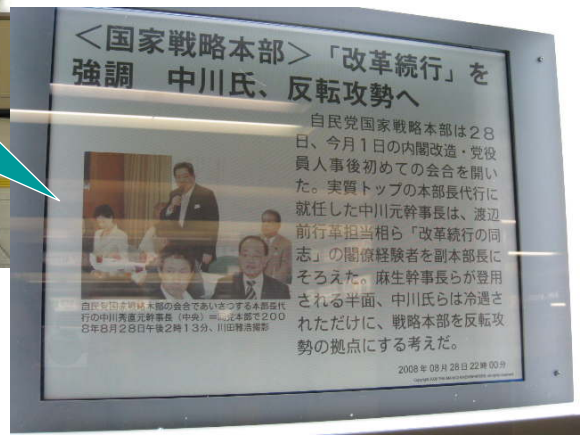 ＜国家戦略本部＞「改革続行」を
強調　中川氏、反転攻勢へ
自民党国家戦略本部は２８
日、今月１日の内閣改造・党役
員人事後初めての会合を開い
た。実質トップの本部長代行に
就任した中川元幹事長は、渡辺
前行革担当相ら「改革続行の同
志」の閣僚経験者を副本部長に
そろえた。麻生幹事長らが登用
される半面、中川氏らは冷遇さ
れただけに、戦略本部を反転攻
勢の拠点にする考えだ。
自民党国家戦略本部の会合であいさつする本部長代
行の中川秀直元幹事長（中央）＝同党本部で２００
８年８月２８日午後２時１３分、川田雅浩撮影
2008年 08月 28日 22時 00分